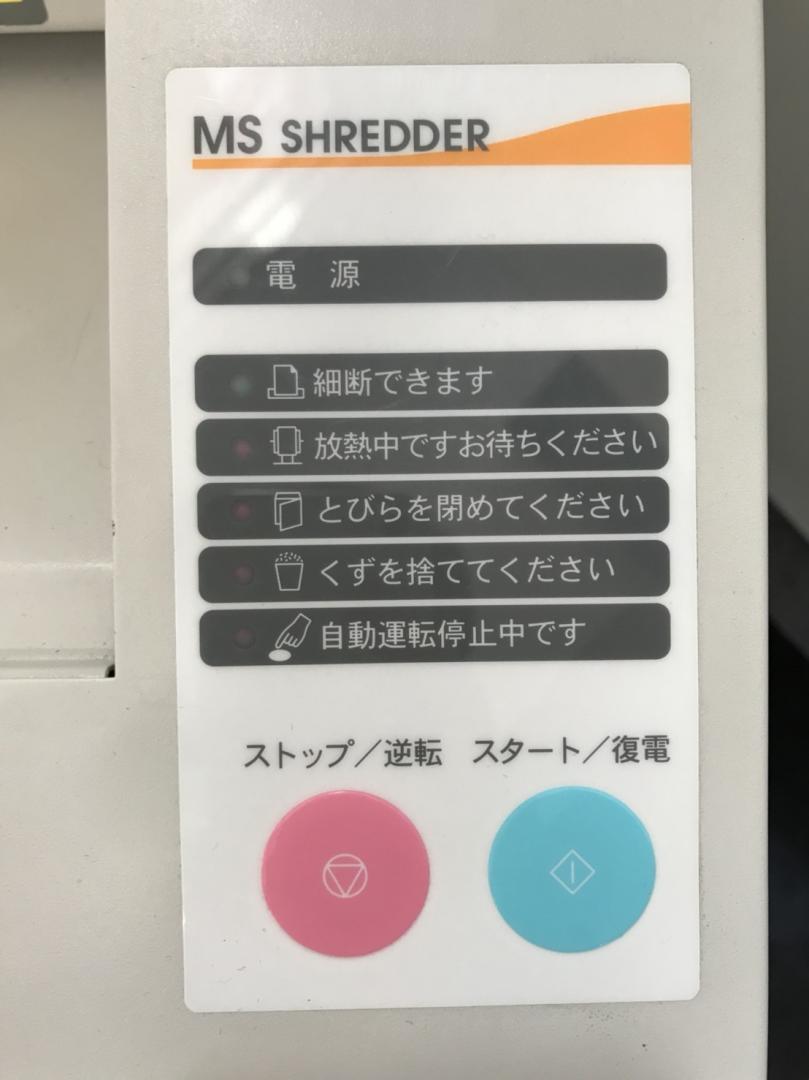 MS SHREDDER
電 源
細断できます
放熱中ですお待ちください
とびらを閉めてください
くずを捨ててください
自動運転停止中です
ストップ／逆転 スタート／復電